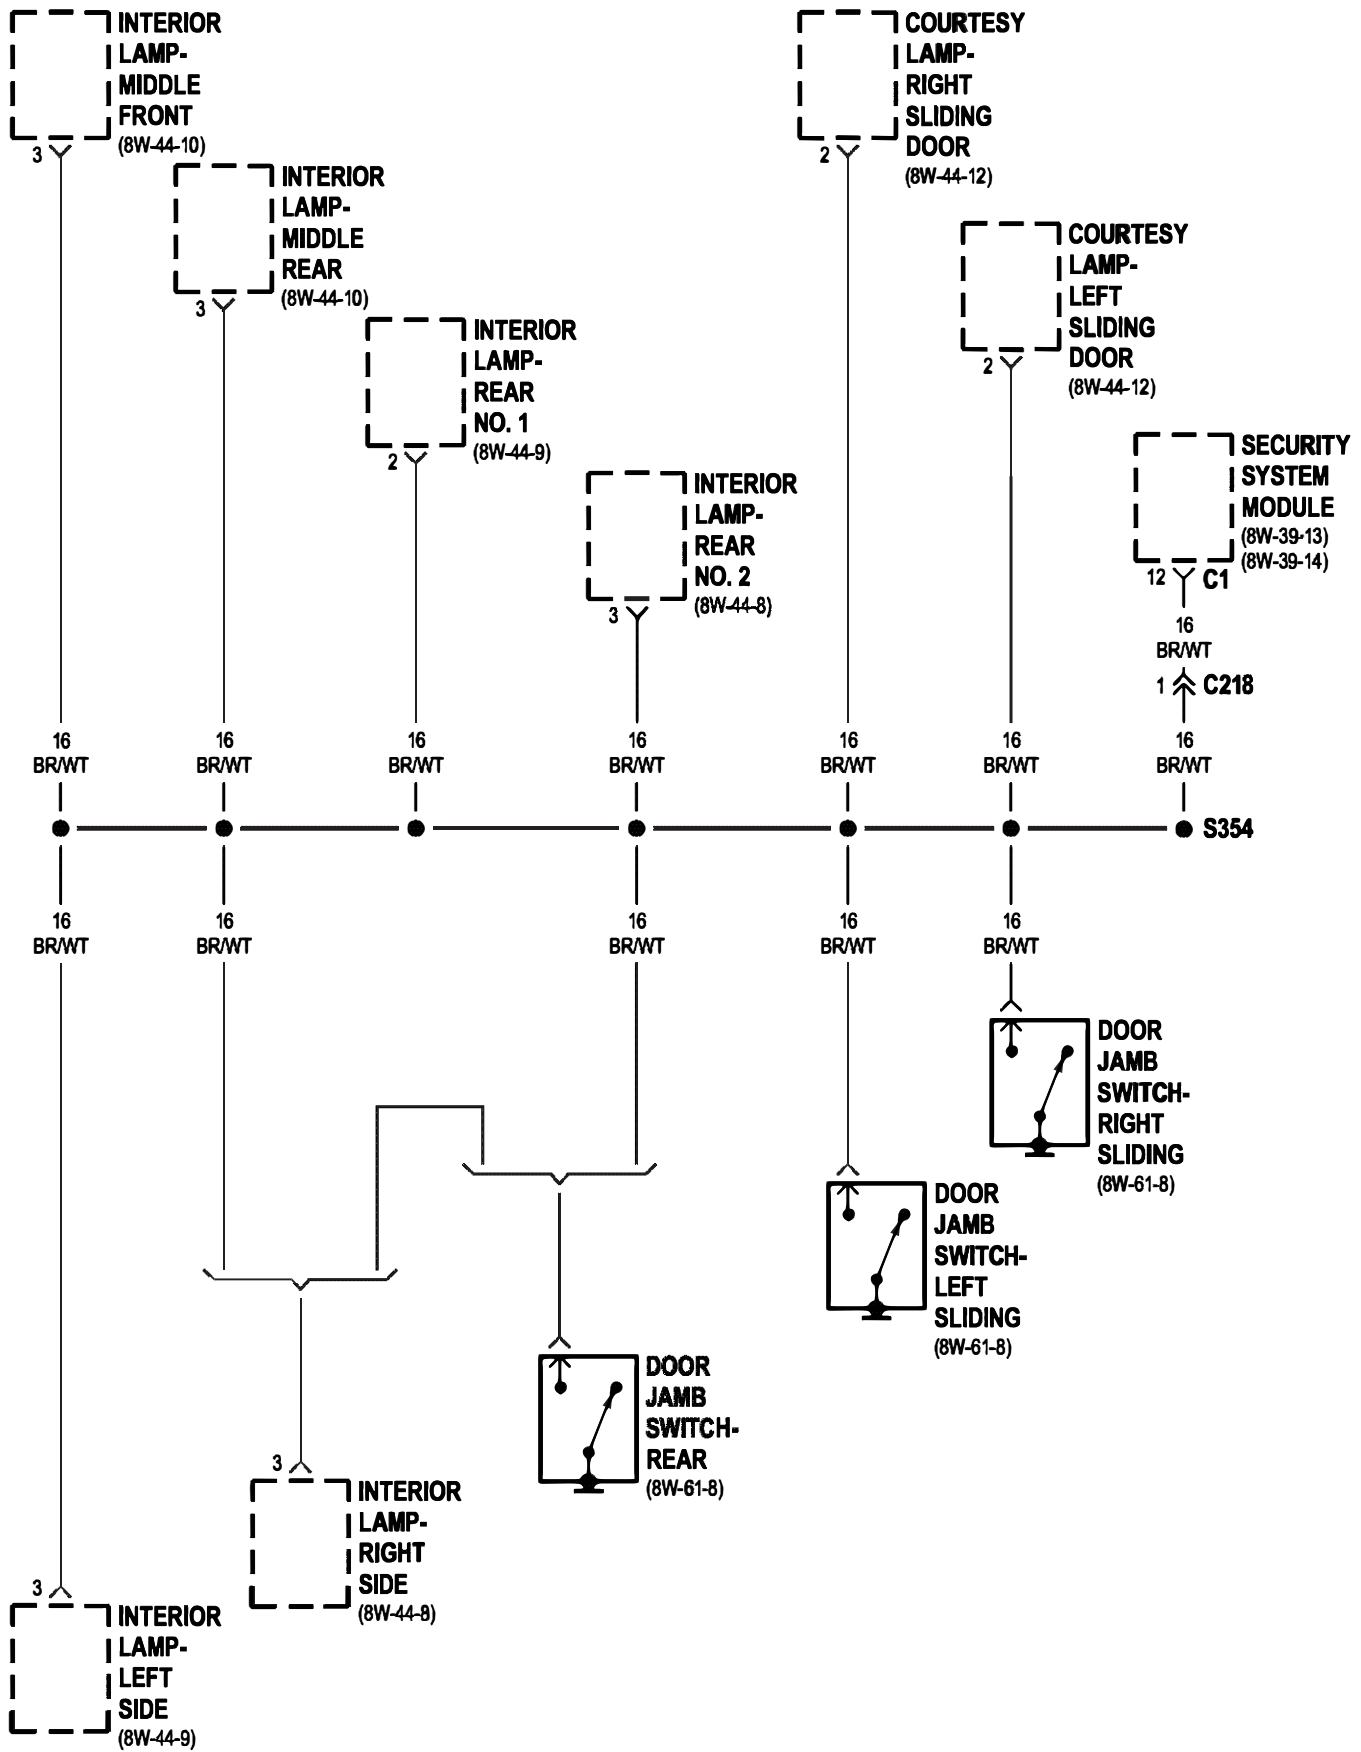 INTERIOR
LAMP-
MIDDLE
FRONT
(8W-44-10)
3
INTERIOR
LAMP-
MIDDLE
REAR
(8W-44-10)
3
INTERIOR
LAMP-
REAR
NO. 1
(8W-44-9)
2
INTERIOR
LAMP-
REAR
NO. 2
(8W-44-8)
3
COURTESY
LAMP-
RIGHT
SLIDING
DOOR
(8W-44-12)
2
COURTESY
LAMP-
LEFT
SLIDING
DOOR
(8W-44-12)
2
SECURITY
SYSTEM
MODULE
(8W-39-13)
(8W-39-14)
12 C1
16
BR/WT
1 C218
16 16 16 16 16 16 16
BR/WT BR/WT BR/WT BR/WT BR/WT BR/WT BR/WT
S354
16 16 16 16 16
BR/WT BR/WT BR/WT BR/WT BR/WT
DOOR
JAMB
SWITCH-
RIGHT
SLIDING
(8W-61-8)
DOOR
JAMB
SWITCH-
LEFT
SLIDING
(8W-61-8)
DOOR
JAMB
SWITCH-
REAR
(8W-61-8)
3
INTERIOR
LAMP-
RIGHT
SIDE
(8W-44-8)
3
INTERIOR
LAMP-
LEFT
SIDE
(8W-44-9)